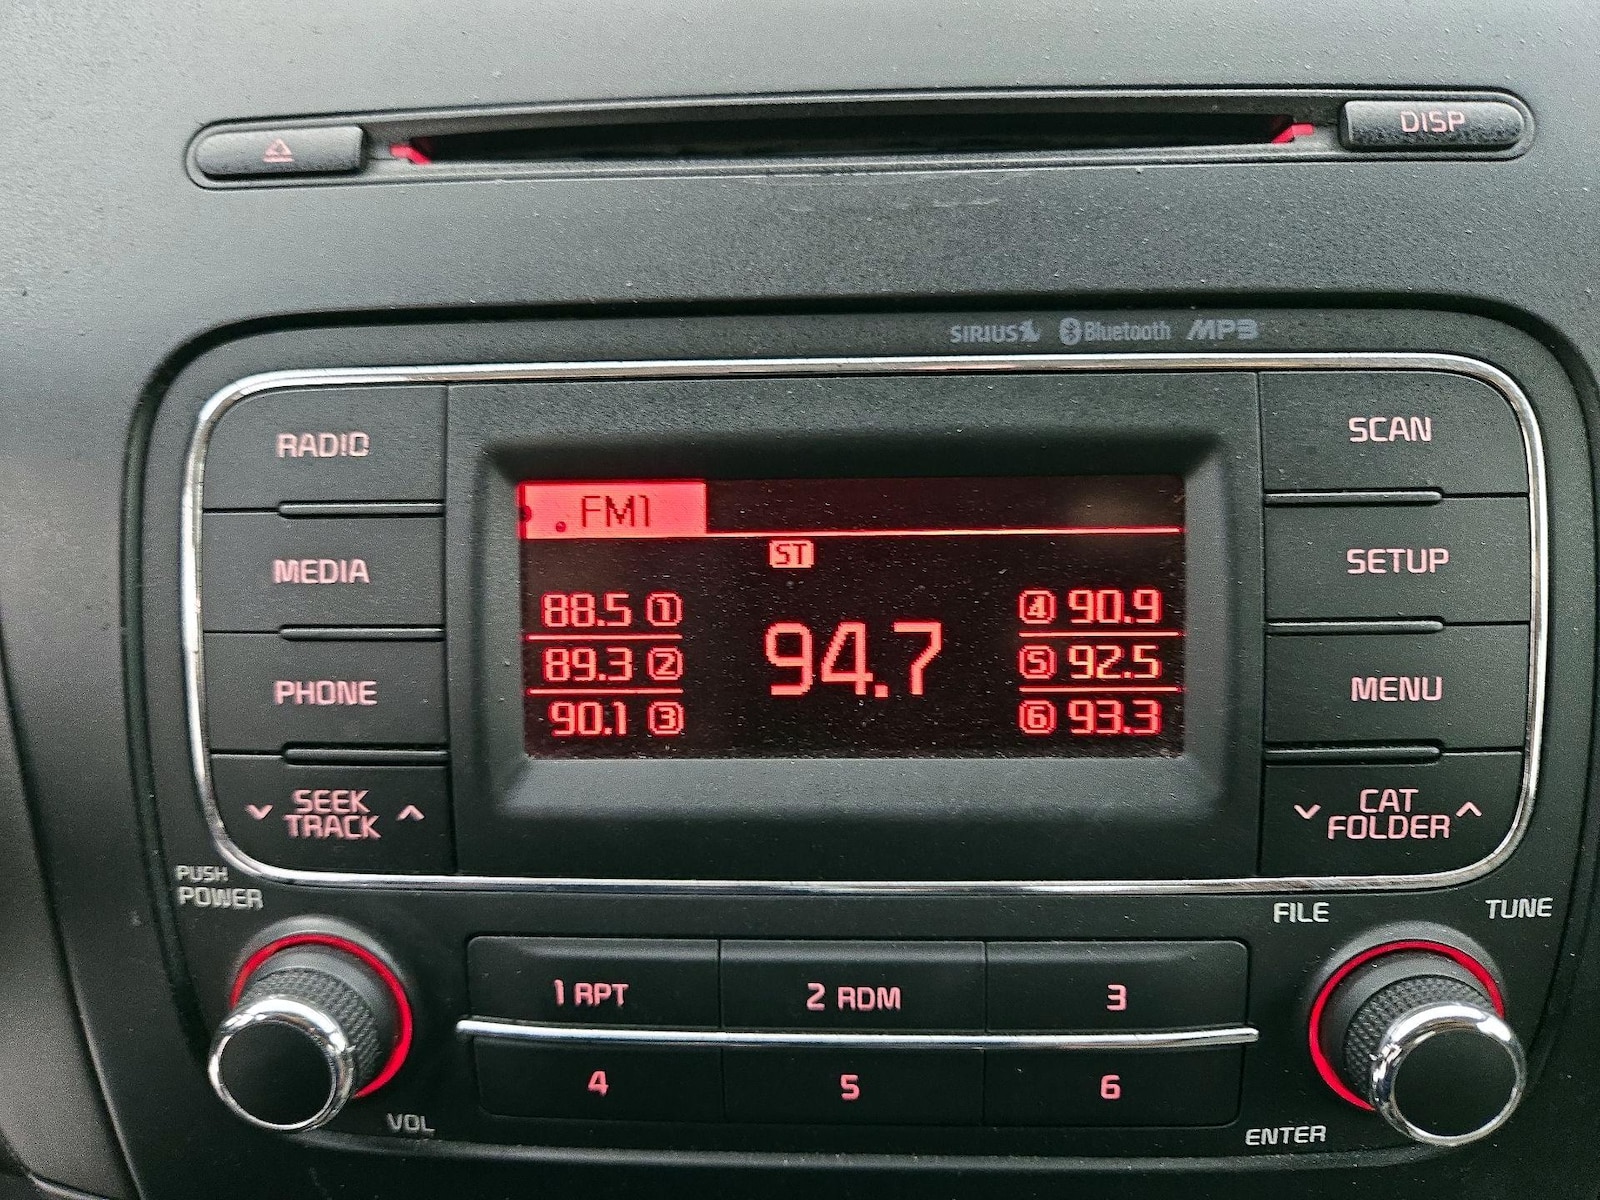 DISP
SIRIUS Bluetooth MP3
RADIO
MEDIA
PHONE
SEEK
TRACK
PUSH
POWER
VOL
FM1
ST
88.5 1
89.3 2
90.1 3
94.7
4 90.9
5 92.5
6 93.3
SCAN
SETUP
MENU
CAT
FOLDER
FILE
TUNE
ENTER
1 RPT
2 RDM
3
4
5
6